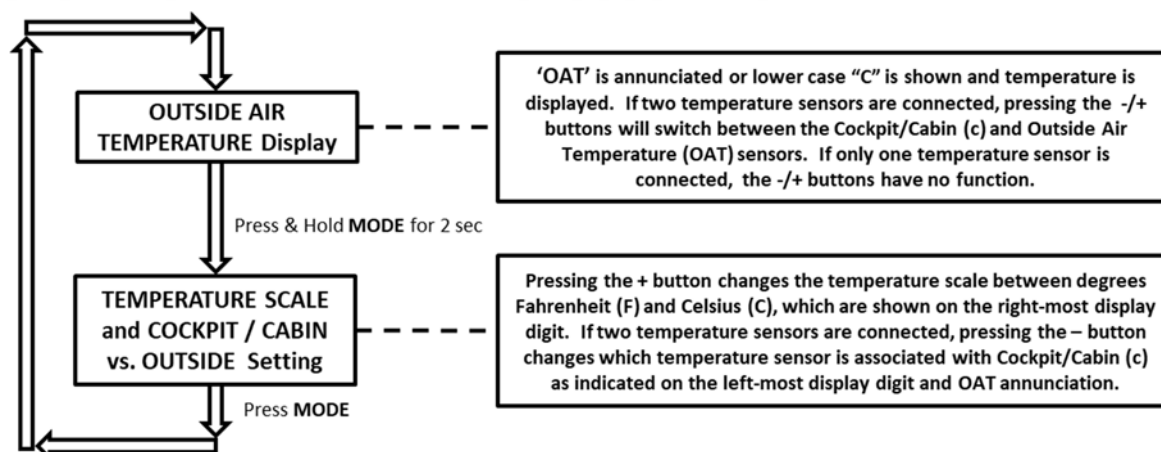 OUTSIDE AIR
TEMPERATURE Display
‘OAT’ is annunciated or lower case “C” is shown and temperature is
displayed. If two temperature sensors are connected, pressing the -/+
buttons will switch between the Cockpit/Cabin (c) and Outside Air
Temperature (OAT) sensors. If only one temperature sensor is
connected, the -/+ buttons have no function.
Press & Hold MODE for 2 sec
TEMPERATURE SCALE
and COCKPIT / CABIN
vs. OUTSIDE Setting
Pressing the + button changes the temperature scale between degrees
Fahrenheit (F) and Celsius (C), which are shown on the right-most display
digit. If two temperature sensors are connected, pressing the – button
changes which temperature sensor is associated with Cockpit/Cabin (c)
as indicated on the left-most display digit and OAT annunciation.
Press MODE